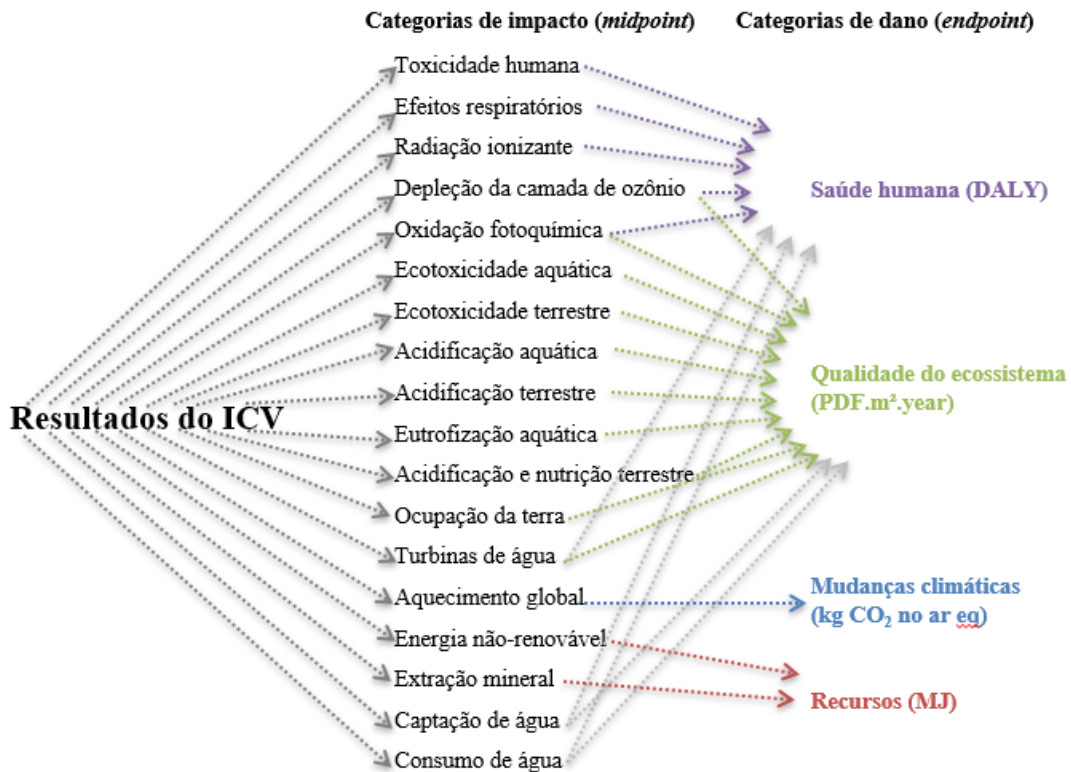 Categorias de impacto (midpoint)
Categorias de dano (endpoint)
Toxicidade humana
Efeitos respiratórios
Radiação ionizante
Depleção da camada de ozônio
Oxidação fotoquímica
Ecotoxicidade aquática
Ecotoxicidade terrestre
Acidificação aquática
Acidificação terrestre
Eutrofização aquática
Acidificação e nutrição terrestre
Ocupação da terra
Turbinas de água
Aquecimento global
Energia não-renovável
Extração mineral
Captação de água
Consumo de água
Resultados do ICV
Saúde humana (DALY)
Qualidade do ecossistema
(PDF.m².year)
Mudanças climáticas
(kg CO₂ no ar eq)
Recursos (MJ)